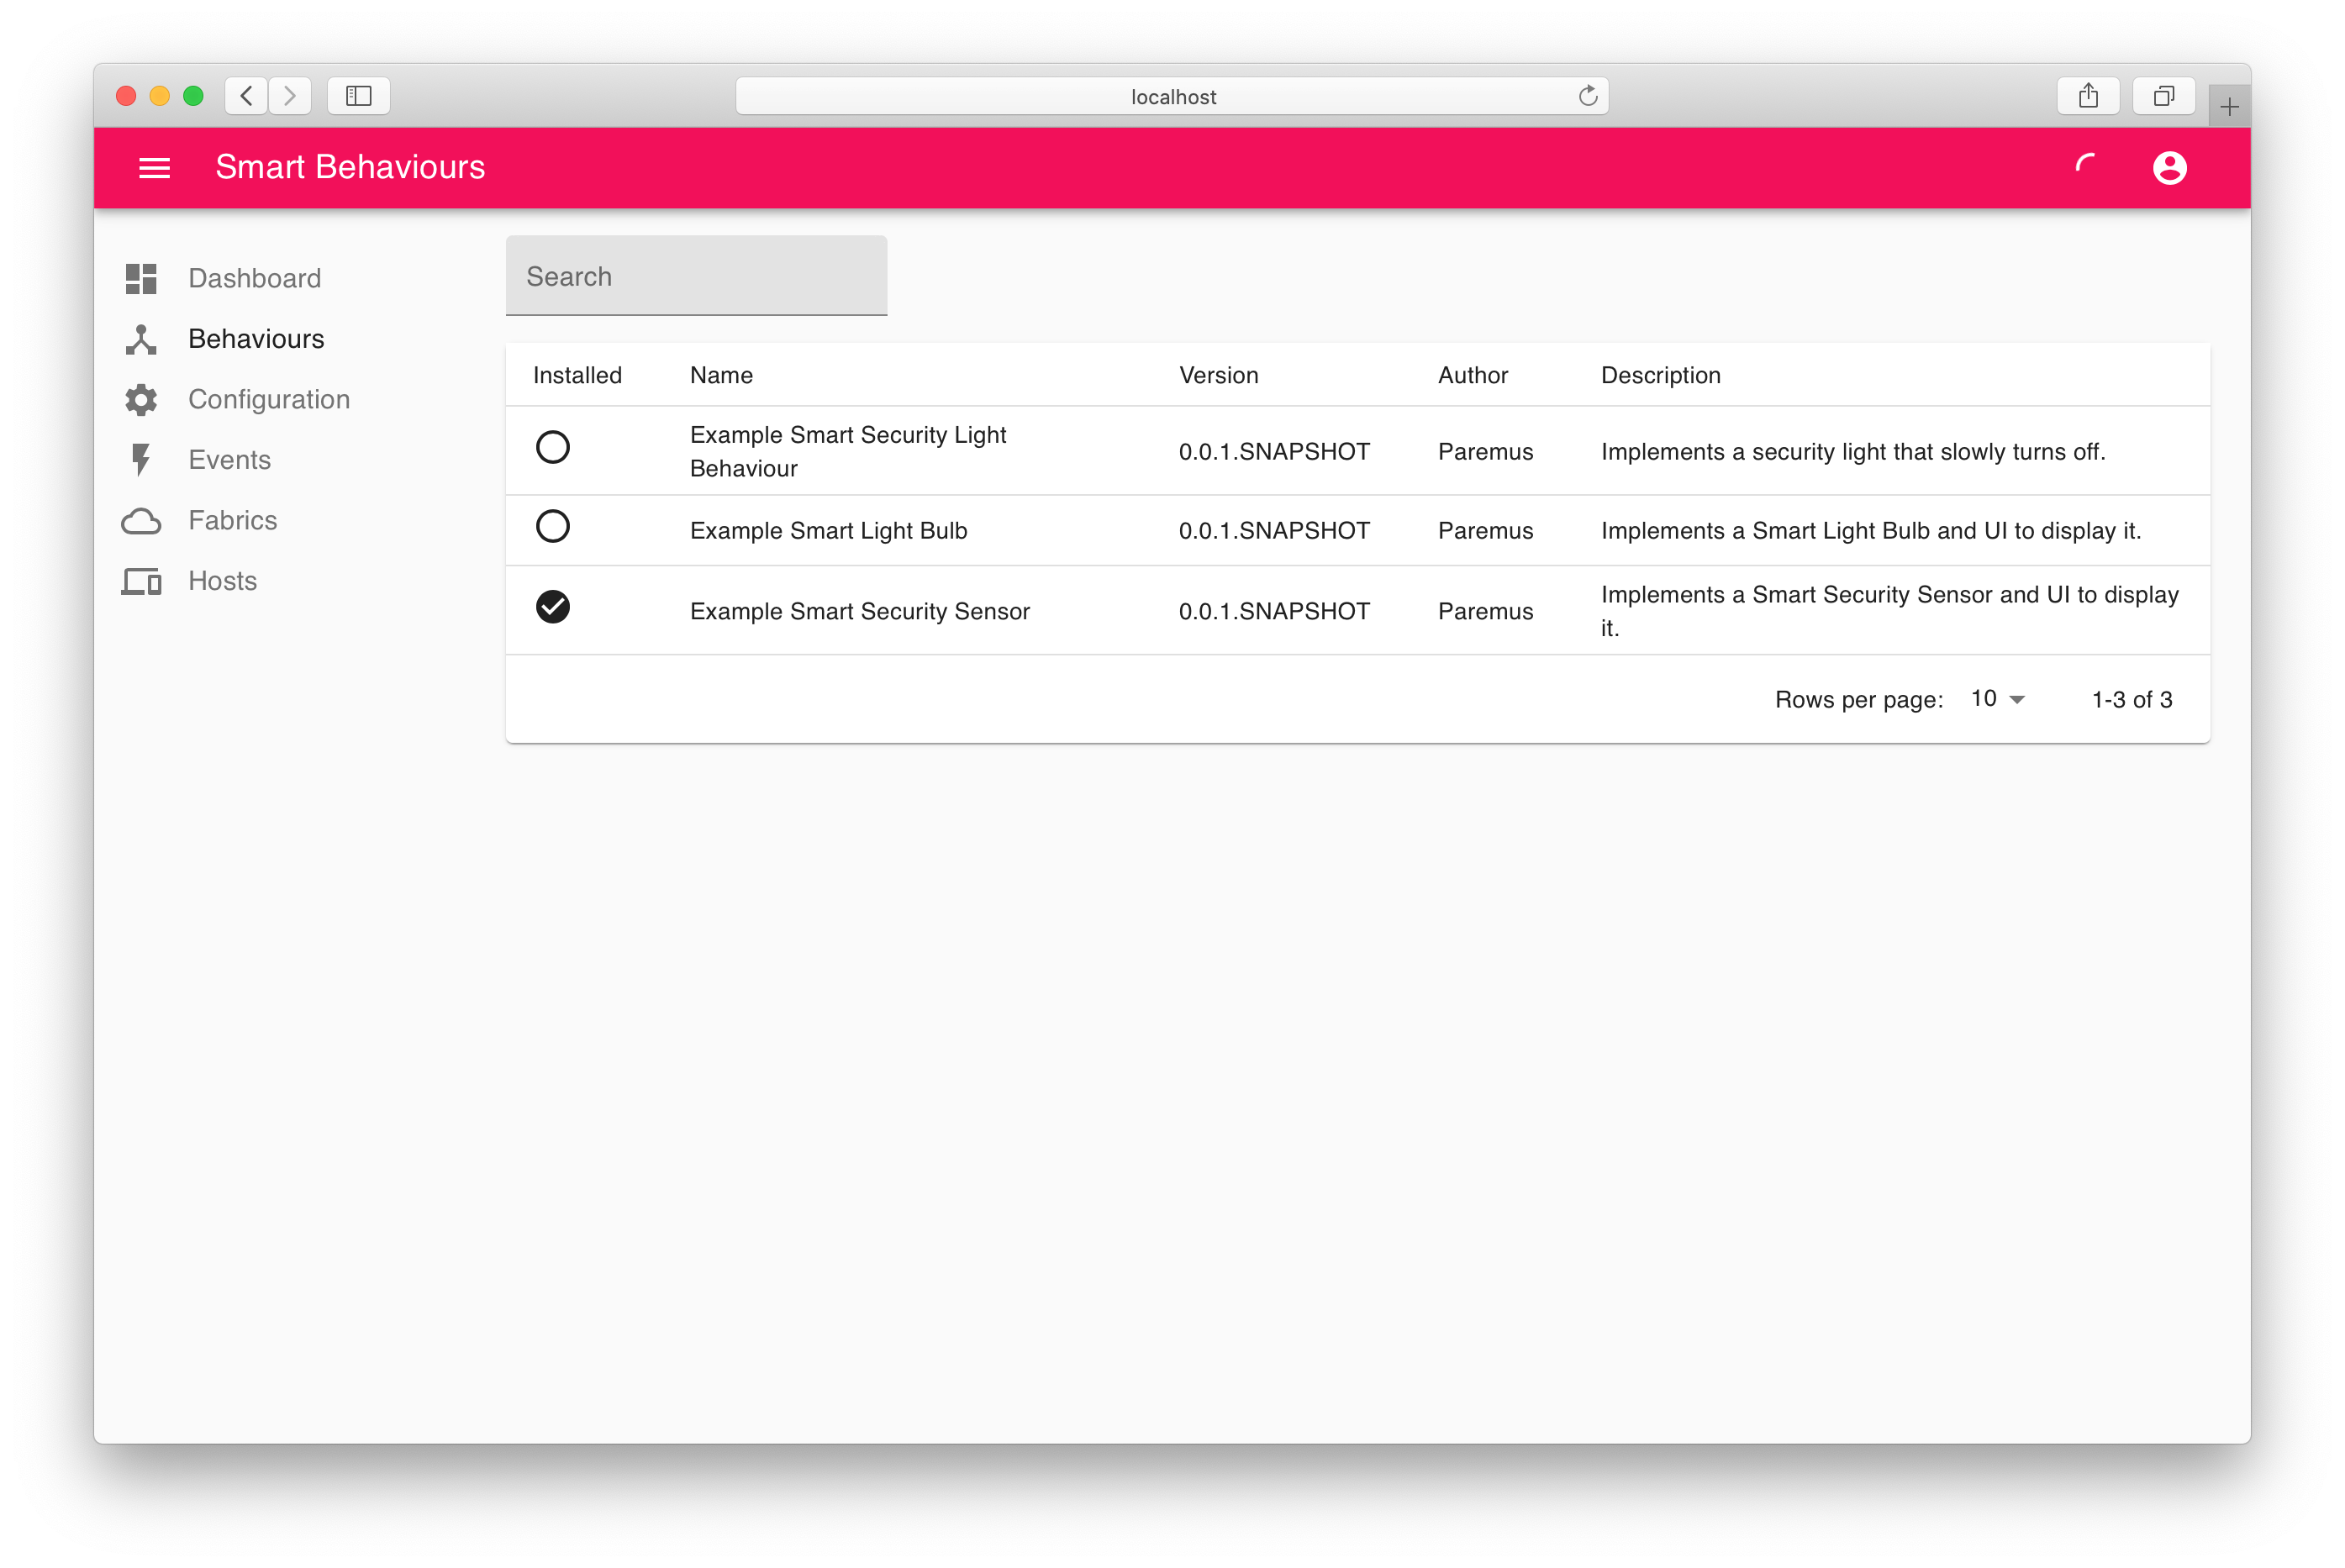 localhost
Smart Behaviours
Dashboard
Behaviours
Configuration
Events
Fabrics
Hosts
Search
Installed Name Version Author Description
Example Smart Security Light
Behaviour
0.0.1.SNAPSHOT Paremus Implements a security light that slowly turns off.
Example Smart Light Bulb 0.0.1.SNAPSHOT Paremus Implements a Smart Light Bulb and UI to display it.
Example Smart Security Sensor 0.0.1.SNAPSHOT Paremus Implements a Smart Security Sensor and UI to display
it.
Rows per page: 10 1-3 of 3